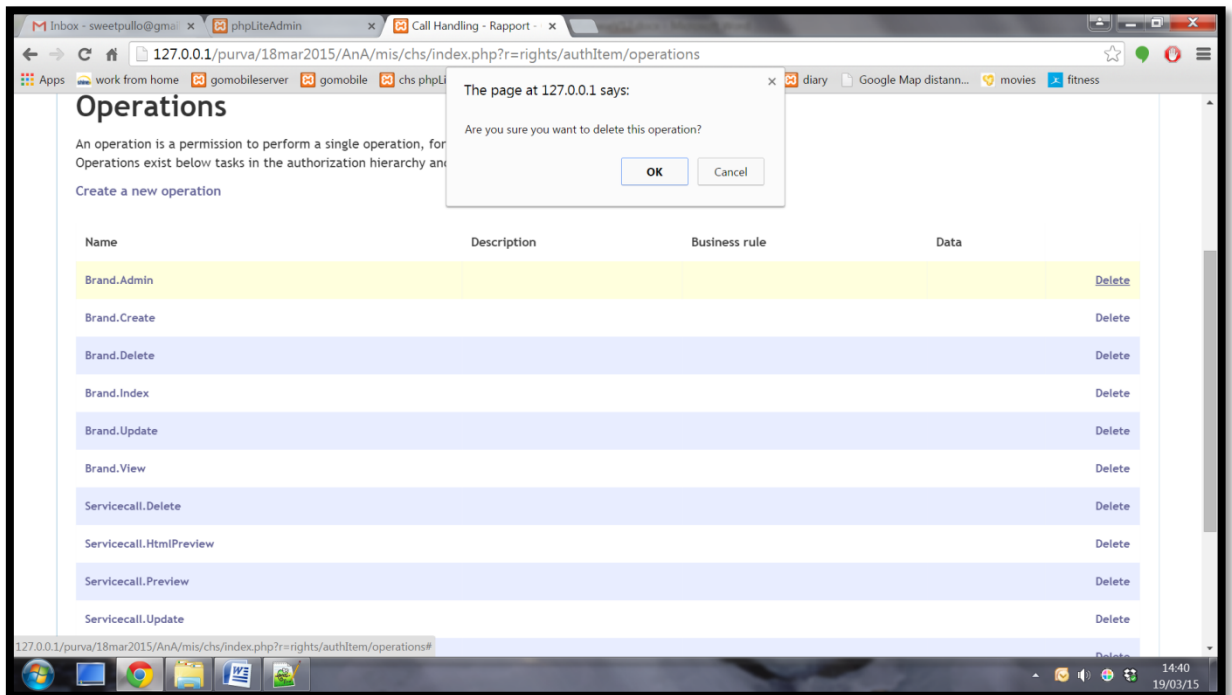 Inbox - sweetpullo@gmai
phpLiteAdmin
Call Handling - Rapport -
127.0.0.1/purva/18mar2015/AnA/mis/chs/index.php?r=rights/authItem/operations
Apps work from home gomobileserver gomobile chs phpLi diary Google Map distann... movies fitness
The page at 127.0.0.1 says:
Are you sure you want to delete this operation?
OK Cancel
Operations
An operation is a permission to perform a single operation, for
Operations exist below tasks in the authorization hierarchy and
Create a new operation
Name Description Business rule Data
Brand.Admin Delete
Brand.Create Delete
Brand.Delete Delete
Brand.Index Delete
Brand.Update Delete
Brand.View Delete
Servicecall.Delete Delete
Servicecall.HtmlPreview Delete
Servicecall.Preview Delete
Servicecall.Update Delete
Delete
127.0.0.1/purva/18mar2015/AnA/mis/chs/index.php?r=rights/authItem/operations#
14:40
19/03/15